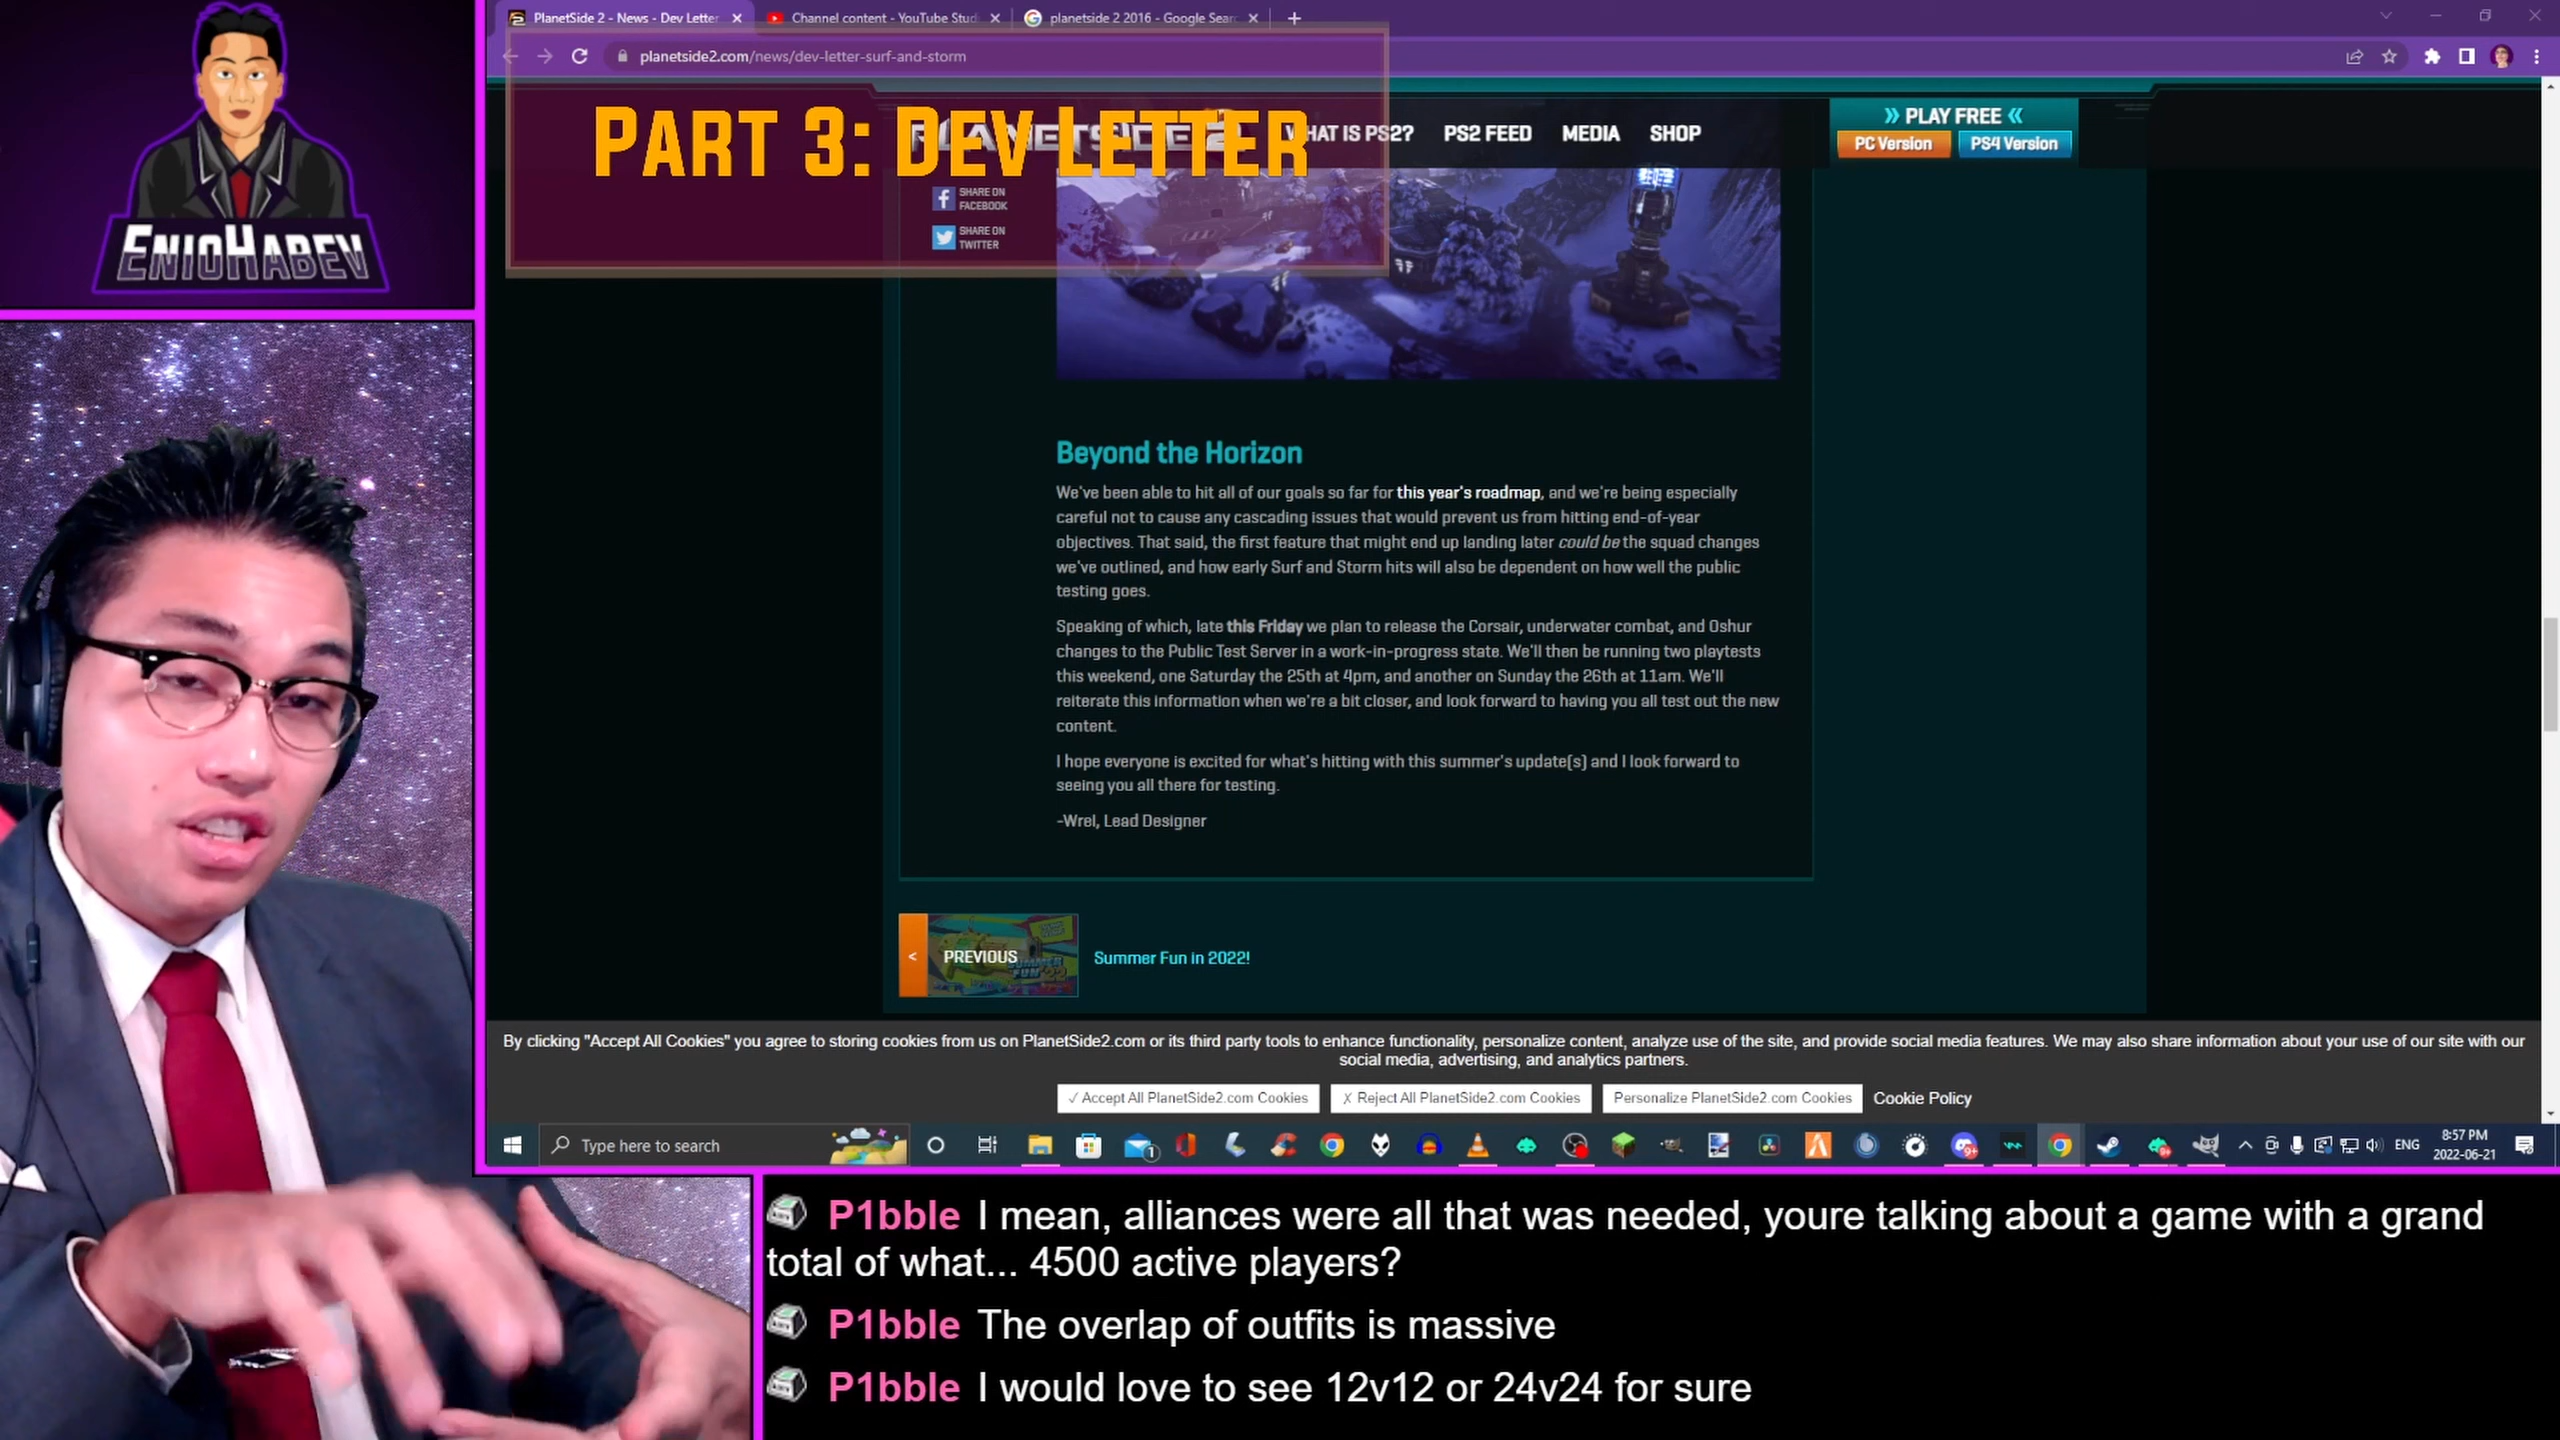 PlanetSide 2 - News - Dev Letter
Channel content - YouTube Stud
planetside 2 2016 - Google Sear
planetside2.com/news/dev-letter-surf-and-storm
Part 3: Dev Letter
PLANETSIDE 2
WHAT IS PS2?
PS2 FEED
MEDIA
SHOP
PLAY FREE
PC Version
PS4 Version
SHARE ON
FACEBOOK
SHARE ON
TWITTER
ENIOHABEV
Beyond the Horizon
We've been able to hit all of our goals so far for this year's roadmap, and we're being especially
careful not to cause any cascading issues that would prevent us from hitting end-of-year
objectives. That said, the first feature that might end up landing later could be the squad changes
we've outlined, and how early Surf and Storm hits will also be dependent on how well the public
testing goes.
Speaking of which, late this Friday we plan to release the Corsair, underwater combat, and Oshur
changes to the Public Test Server in a work-in-progress state. We'll then be running two playtests
this weekend, one Saturday the 25th at 4pm, and another on Sunday the 26th at 11am. We'll
reiterate this information when we're a bit closer, and look forward to having you all test out the new
content.
I hope everyone is excited for what's hitting with this summer's update(s) and I look forward to
seeing you all there for testing.
-Wrel, Lead Designer
< PREVIOUS
SUMMER
FUN '22
Summer Fun in 2022!
By clicking "Accept All Cookies" you agree to storing cookies from us on PlanetSide2.com or its third party tools to enhance functionality, personalize content, analyze use of the site, and provide social media features. We may also share information about your use of our site with our
social media, advertising, and analytics partners.
✓ Accept All PlanetSide2.com Cookies
✗ Reject All PlanetSide2.com Cookies
Personalize PlanetSide2.com Cookies
Cookie Policy
Type here to search
ENG
8:57 PM
2022-06-21
P1bble I mean, alliances were all that was needed, youre talking about a game with a grand
total of what... 4500 active players?
P1bble The overlap of outfits is massive
P1bble I would love to see 12v12 or 24v24 for sure